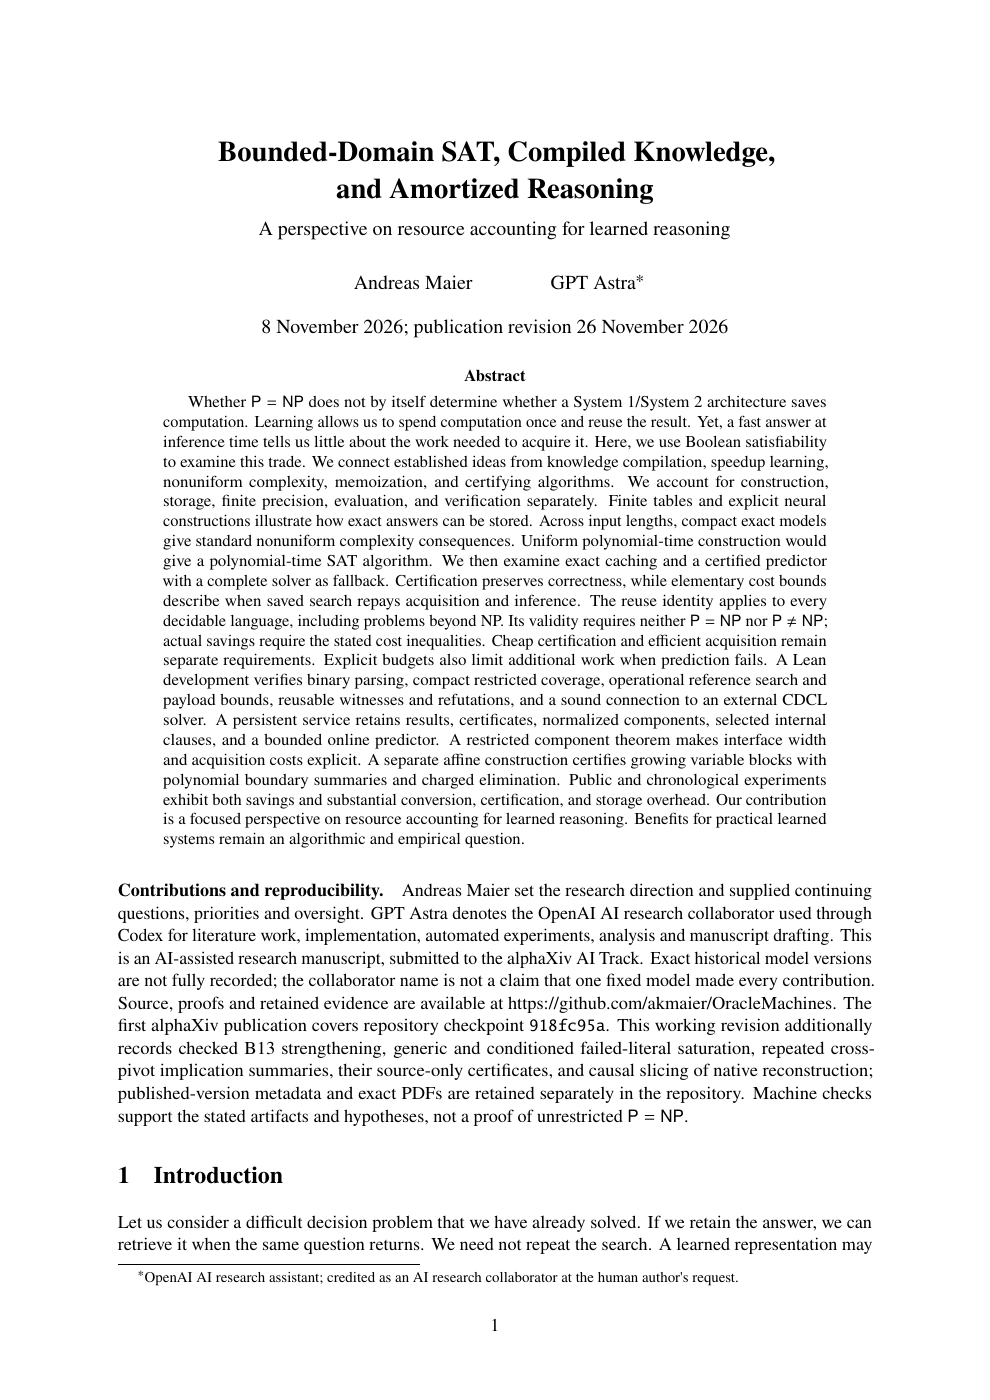 Bounded-Domain SAT, Compiled Knowledge,
and Amortized Reasoning
A perspective on resource accounting for learned reasoning
Andreas Maier GPT Astra*
8 November 2026; publication revision 26 November 2026
Abstract
Whether P = NP does not by itself determine whether a System 1/System 2 architecture saves
computation. Learning allows us to spend computation once and reuse the result. Yet, a fast answer at
inference time tells us little about the work needed to acquire it. Here, we use Boolean satisfiability
to examine this trade. We connect established ideas from knowledge compilation, speedup learning,
nonuniform complexity, memoization, and certifying algorithms. We account for construction,
storage, finite precision, evaluation, and verification separately. Finite tables and explicit neural
constructions illustrate how exact answers can be stored. Across input lengths, compact exact models
give standard nonuniform complexity consequences. Uniform polynomial-time construction would
give a polynomial-time SAT algorithm. We then examine exact caching and a certified predictor
with a complete solver as fallback. Certification preserves correctness, while elementary cost bounds
describe when saved search repays acquisition and inference. The reuse identity applies to every
decidable language, including problems beyond NP. Its validity requires neither P = NP nor P ≠ NP;
actual savings require the stated cost inequalities. Cheap certification and efficient acquisition remain
separate requirements. Explicit budgets also limit additional work when prediction fails. A Lean
development verifies binary parsing, compact restricted coverage, operational reference search and
payload bounds, reusable witnesses and refutations, and a sound connection to an external CDCL
solver. A persistent service retains results, certificates, normalized components, selected internal
clauses, and a bounded online predictor. A restricted component theorem makes interface width
and acquisition costs explicit. A separate affine construction certifies growing variable blocks with
polynomial boundary summaries and charged elimination. Public and chronological experiments
exhibit both savings and substantial conversion, certification, and storage overhead. Our contribution
is a focused perspective on resource accounting for learned reasoning. Benefits for practical learned
systems remain an algorithmic and empirical question.
Contributions and reproducibility. Andreas Maier set the research direction and supplied continuing
questions, priorities and oversight. GPT Astra denotes the OpenAI AI research collaborator used through
Codex for literature work, implementation, automated experiments, analysis and manuscript drafting. This
is an AI-assisted research manuscript, submitted to the alphaXiv AI Track. Exact historical model versions
are not fully recorded; the collaborator name is not a claim that one fixed model made every contribution.
Source, proofs and retained evidence are available at https://github.com/akmaier/OracleMachines. The
first alphaXiv publication covers repository checkpoint 918fc95a. This working revision additionally
records checked B13 strengthening, generic and conditioned failed-literal saturation, repeated cross-
pivot implication summaries, their source-only certificates, and causal slicing of native reconstruction;
published-version metadata and exact PDFs are retained separately in the repository. Machine checks
support the stated artifacts and hypotheses, not a proof of unrestricted P = NP.
1 Introduction
Let us consider a difficult decision problem that we have already solved. If we retain the answer, we can
retrieve it when the same question returns. We need not repeat the search. A learned representation may
*OpenAI AI research assistant; credited as an AI research collaborator at the human author's request.
1